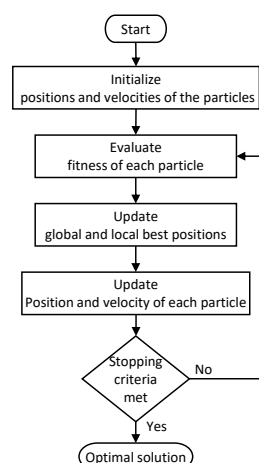 Start
Initialize
positions and velocities of the particles
Evaluate
fitness of each particle
Update
global and local best positions
Update
Position and velocity of each particle
Stopping
criteria
met
No
Yes
Optimal solution